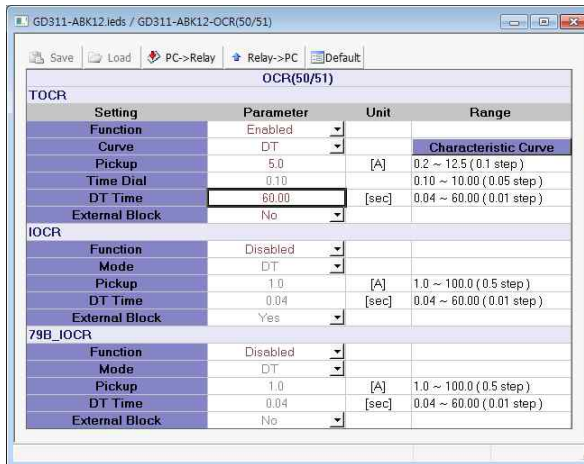 GD311-ABK12.ieds / GD311-ABK12-OCR(50/51)
Save Load PC->Relay Relay->PC Default
OCR(50/51)
TOCR
Setting Parameter Unit Range
Function Enabled
Curve DT Characteristic Curve
Pickup 5.0 [A] 0.2 ~ 12.5 ( 0.1 step )
Time Dial 0.10 0.10 ~ 10.00 ( 0.05 step )
DT Time 60.00 [sec] 0.04 ~ 60.00 ( 0.01 step )
External Block No
IOCR
Function Disabled
Mode DT
Pickup 1.0 [A] 1.0 ~ 100.0 ( 0.5 step )
DT Time 0.04 [sec] 0.04 ~ 60.00 ( 0.01 step )
External Block Yes
79B_IOCR
Function Disabled
Mode DT
Pickup 1.0 [A] 1.0 ~ 100.0 ( 0.5 step )
DT Time 0.04 [sec] 0.04 ~ 60.00 ( 0.01 step )
External Block No